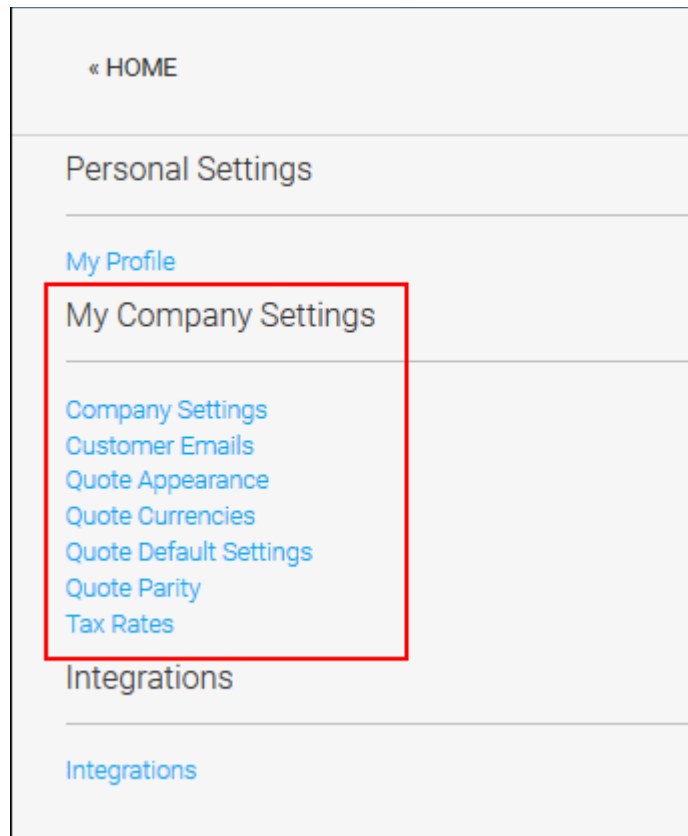 « HOME
Personal Settings
My Profile
My Company Settings
Company Settings
Customer Emails
Quote Appearance
Quote Currencies
Quote Default Settings
Quote Parity
Tax Rates
Integrations
Integrations